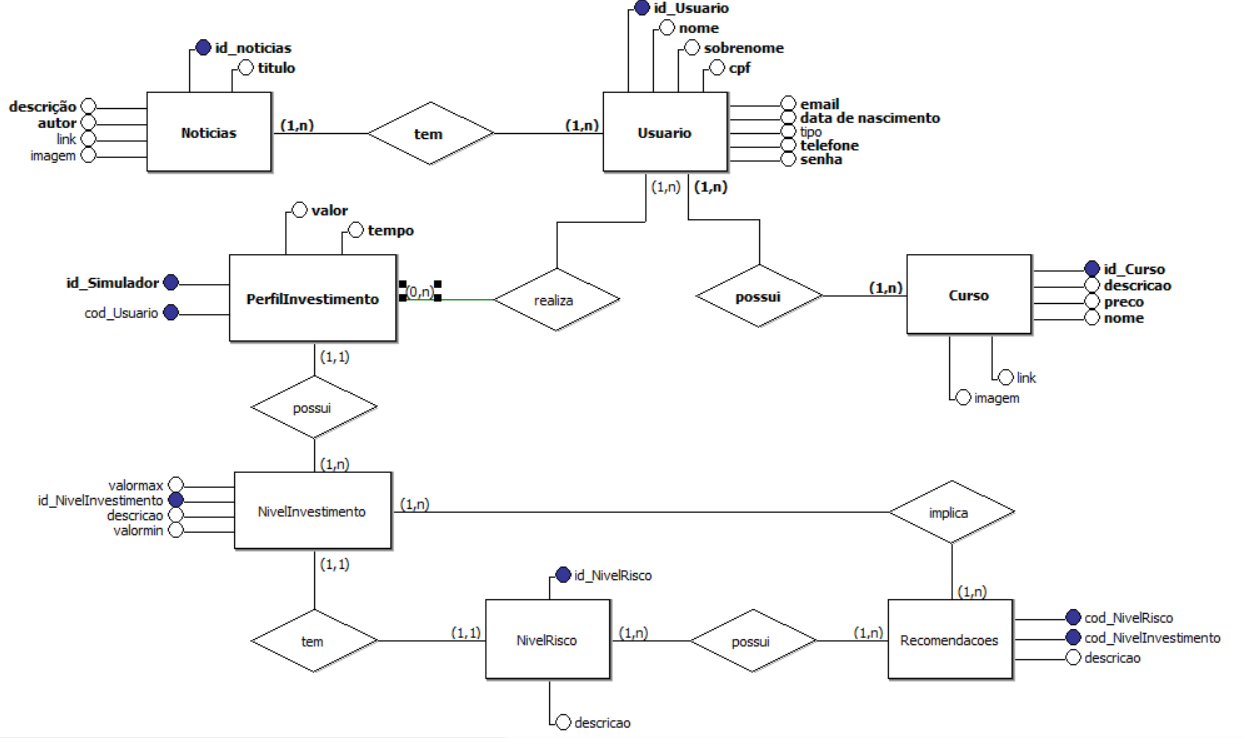 id_Usuario
nome
sobrenome
cpf
id_noticias
titulo
descrição
autor
link
imagem
Noticias
(1,n)
tem
(1,n)
Usuario
email
data de nascimento
tipo
telefone
senha
(1,n)
(1,n)
valor
tempo
id_Simulador
cod_Usuario
PerfilInvestimento
(0,n)
realiza
possui
(1,n)
Curso
id_Curso
descricao
preco
nome
link
imagem
(1,1)
possui
(1,n)
valormax
id_NivelInvestimento
descricao
valormin
NivelInvestimento
(1,n)
implica
(1,n)
(1,1)
tem
(1,1)
id_NivelRisco
NivelRisco
(1,n)
possui
(1,n)
Recomendacoes
cod_NivelRisco
cod_NivelInvestimento
descricao
descricao